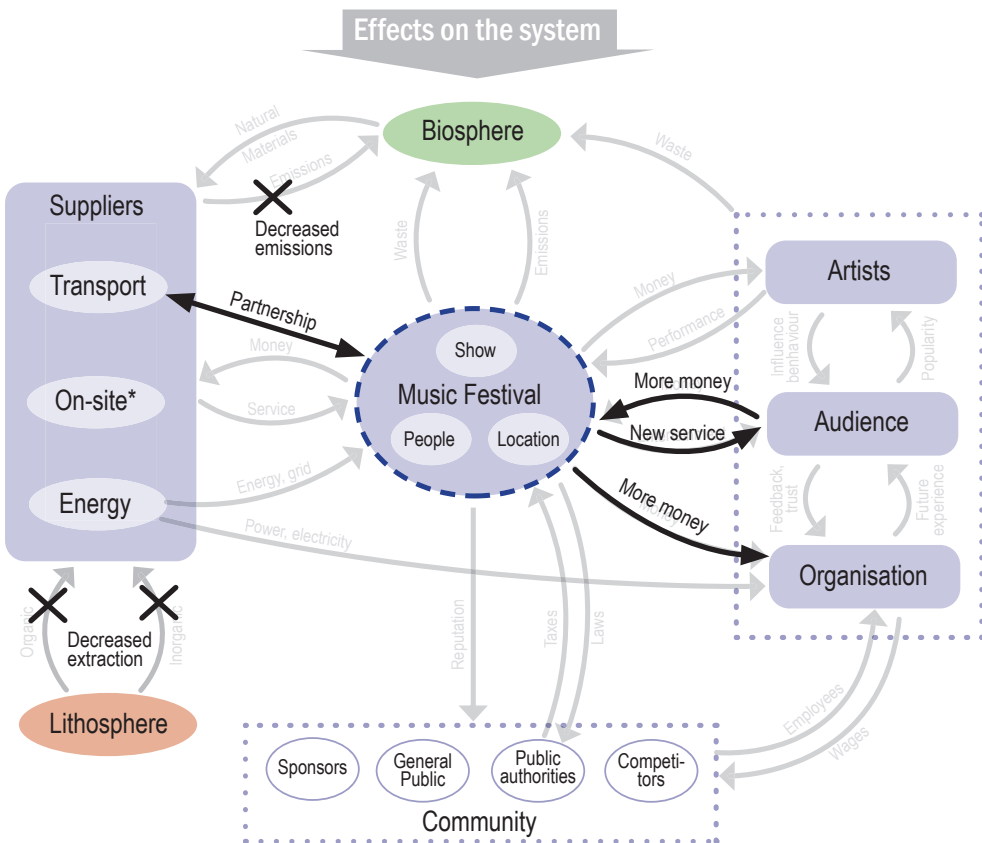 Effects on the system
Biosphere
Natural
Materials
Emissions
Waste
Suppliers
Decreased
emissions
Waste
Emissions
Transport
Partnership
Money
Performance
Artists
Show
Money
Influence
benhaviour
Popularity
On-site*
Service
Music Festival
More money
New service
Audience
People
Location
Energy
Energy, grid
More money
Money
Feedback,
trust
Future
experience
Power, electricity
Organisation
Organic
Decreased
extraction
Inorganic
Reputation
Taxes
Laws
Lithosphere
Employees
Wages
Sponsors
General
Public
Public
authorities
Competi-
tors
Community